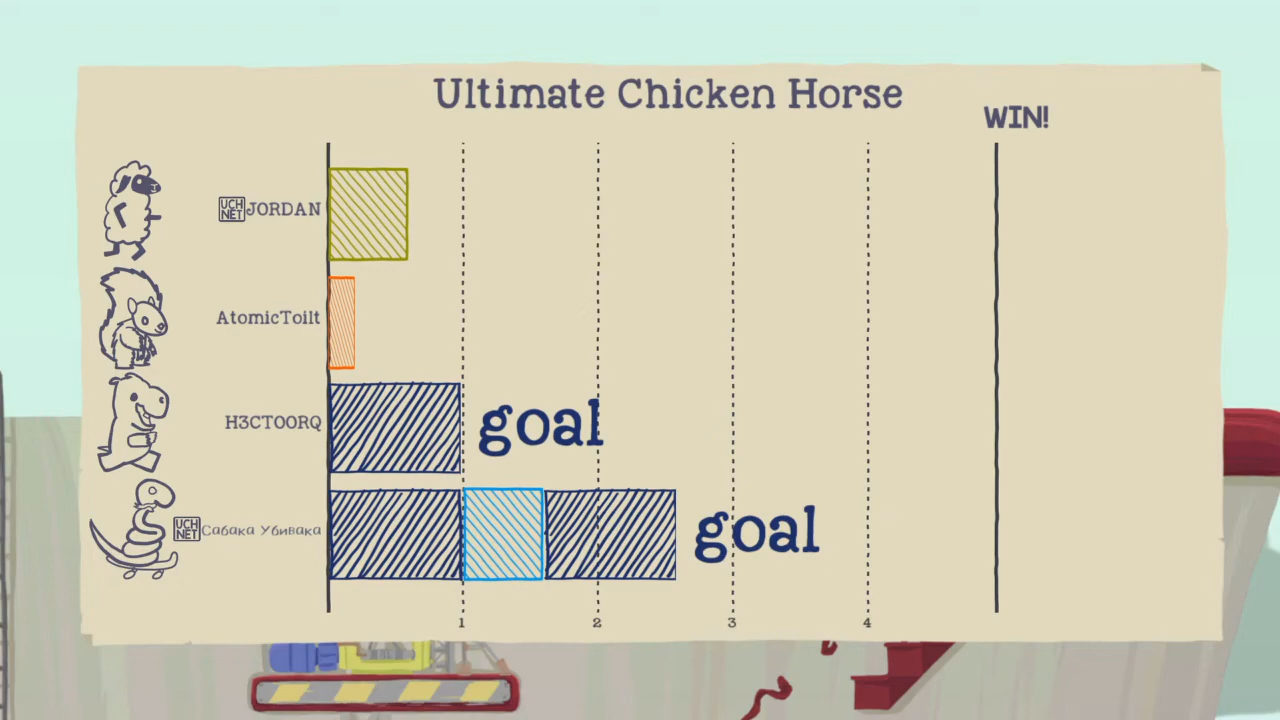 Ultimate Chicken Horse
WIN!
UCH NET JORDAN
AtomicToilt
H3CTOORQ
goal
UCH NET Сабака Убивака
goal
1 2 3 4